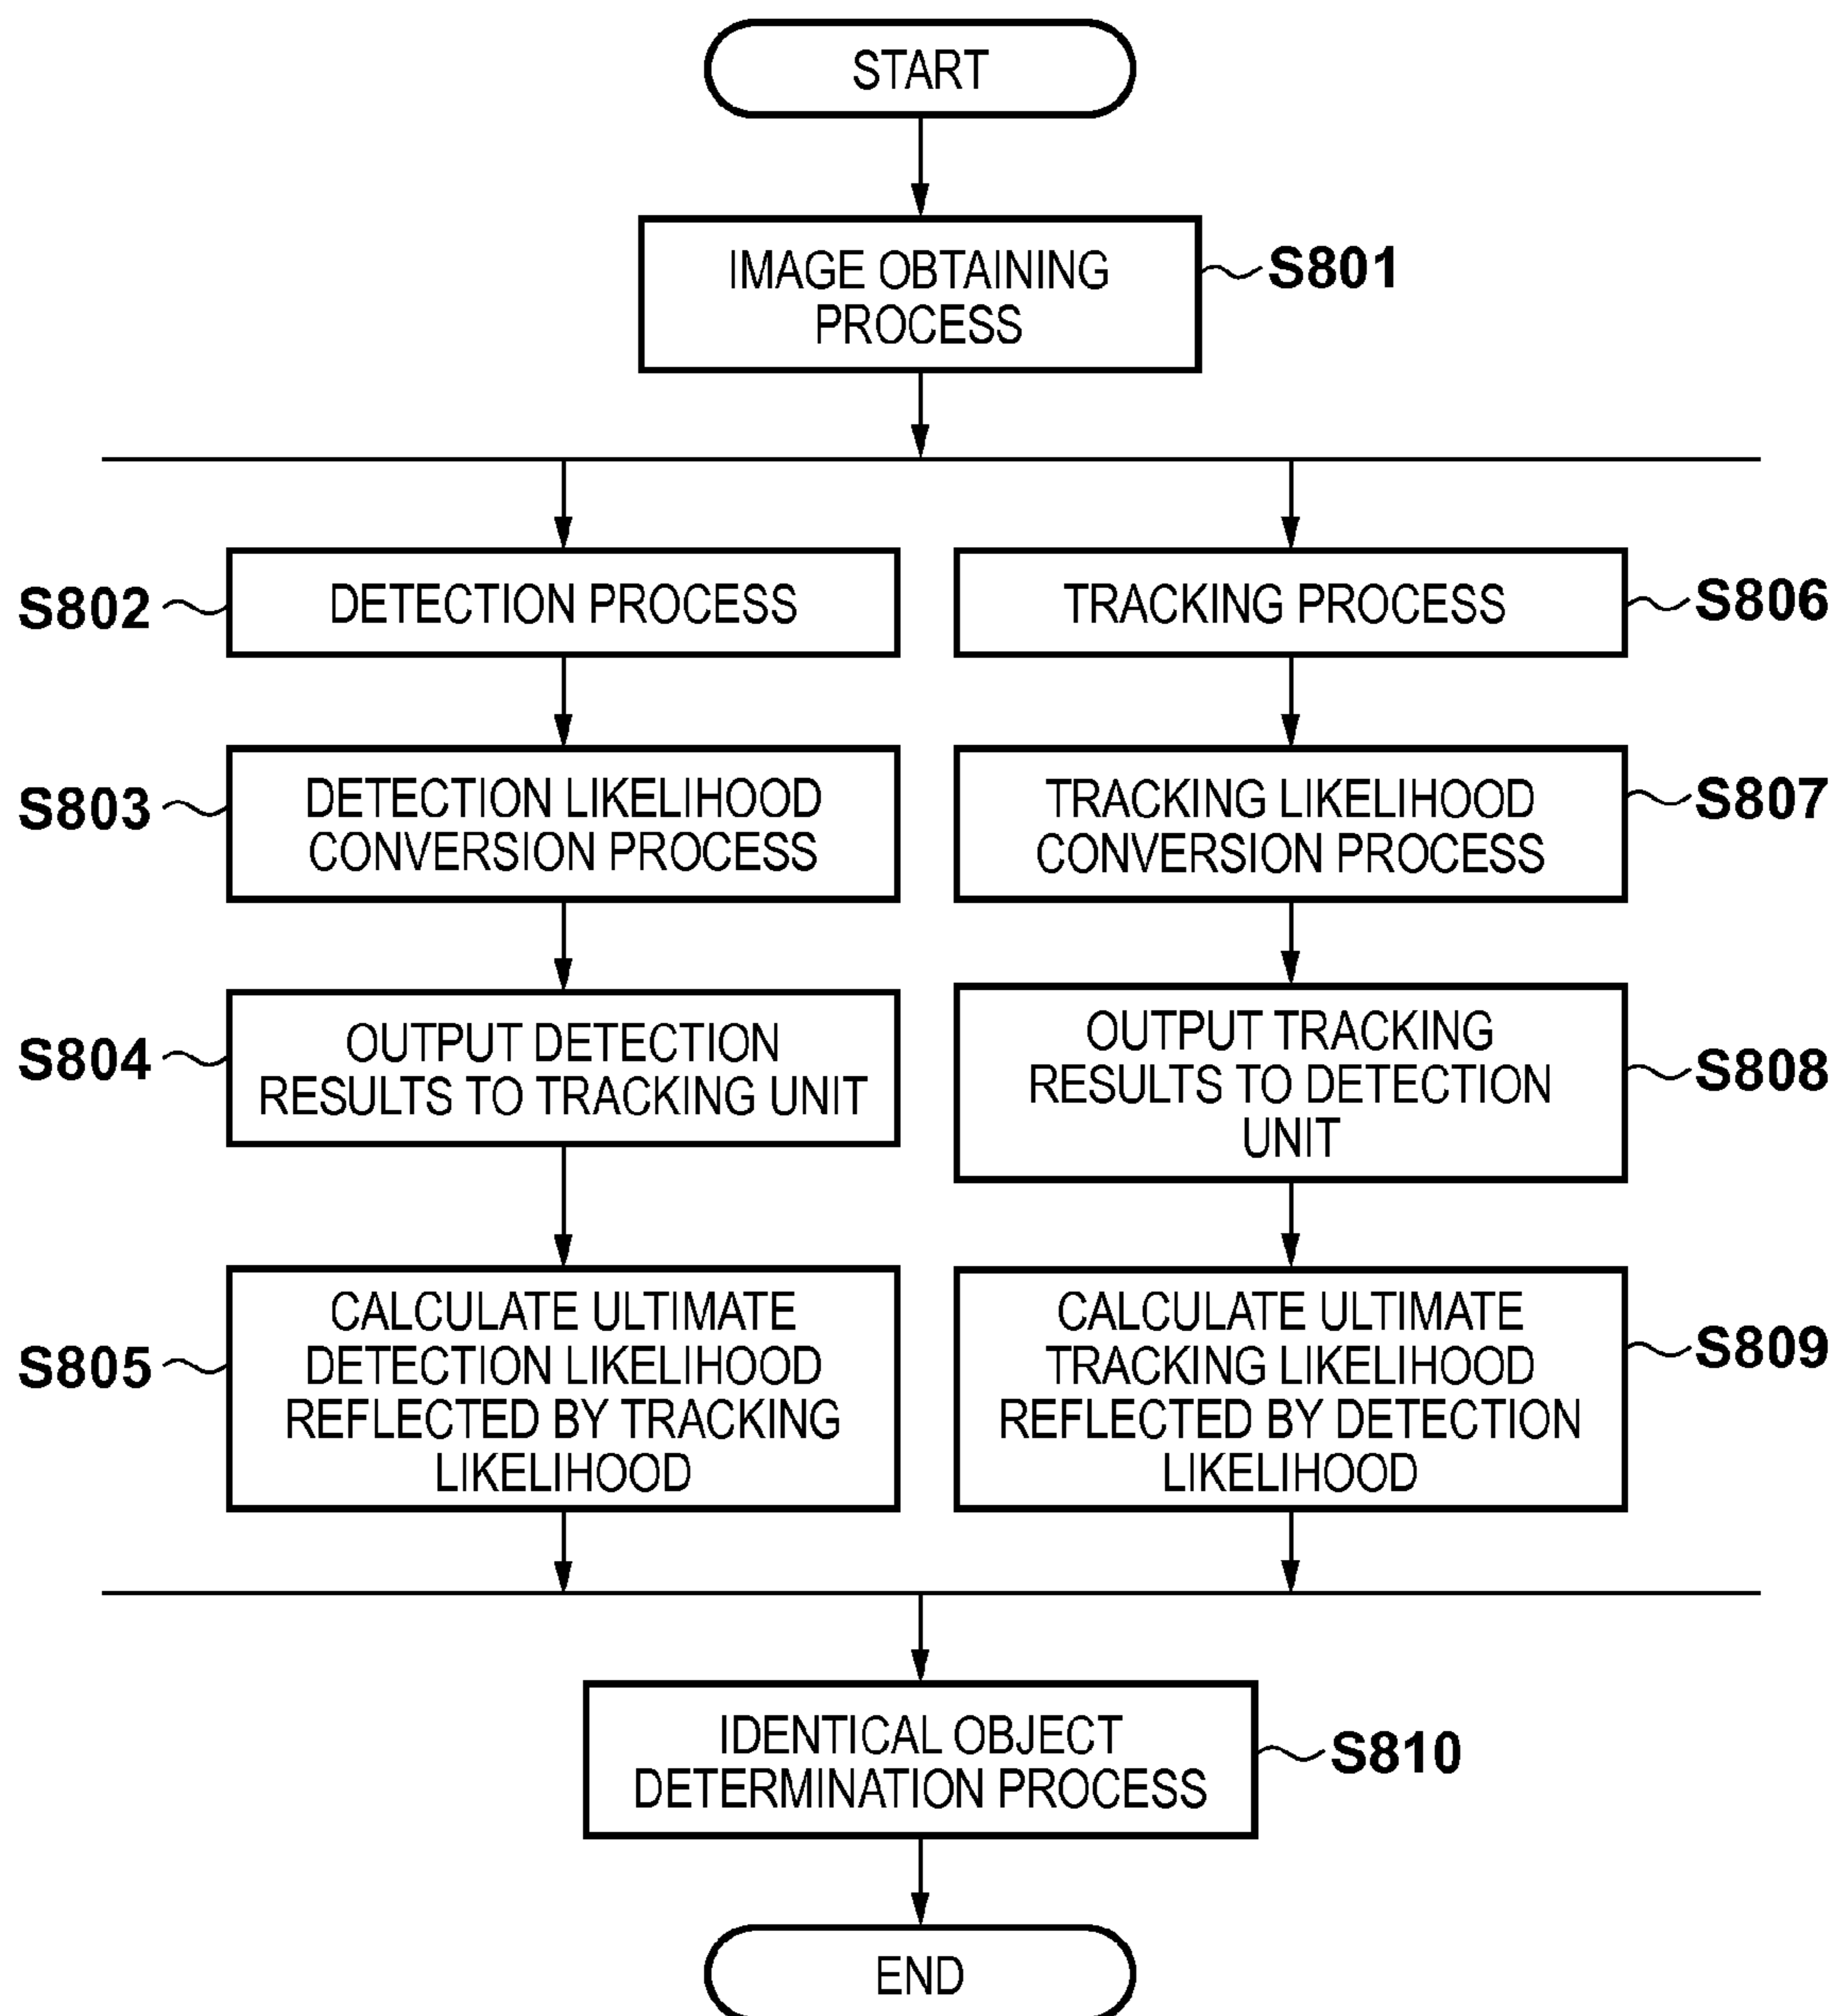 START
IMAGE OBTAINING
PROCESS
S801
S802
DETECTION PROCESS
S803
DETECTION LIKELIHOOD
CONVERSION PROCESS
S804
OUTPUT DETECTION
RESULTS TO TRACKING UNIT
S805
CALCULATE ULTIMATE
DETECTION LIKELIHOOD
REFLECTED BY TRACKING
LIKELIHOOD
TRACKING PROCESS
S806
TRACKING LIKELIHOOD
CONVERSION PROCESS
S807
OUTPUT TRACKING
RESULTS TO DETECTION
UNIT
S808
CALCULATE ULTIMATE
TRACKING LIKELIHOOD
REFLECTED BY DETECTION
LIKELIHOOD
S809
IDENTICAL OBJECT
DETERMINATION PROCESS
S810
END